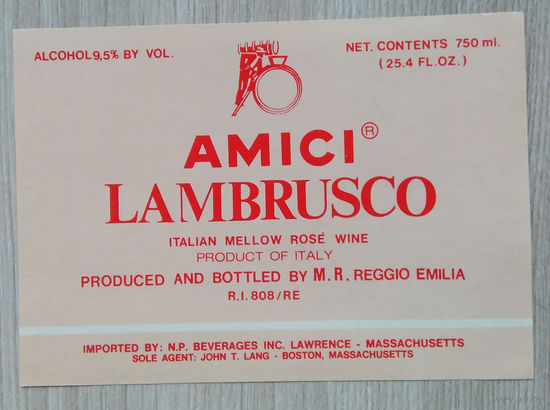 ALCOHOL 9,5% BY VOL.
NET. CONTENTS 750 ml.
(25.4 FL.OZ.)
AMICI®
LAMBRUSCO
ITALIAN MELLOW ROSÉ WINE
PRODUCT OF ITALY
PRODUCED AND BOTTLED BY M.R. REGGIO EMILIA
R.I. 808/RE
IMPORTED BY: N.P. BEVERAGES INC. LAWRENCE - MASSACHUSETTS
SOLE AGENT: JOHN T. LANG - BOSTON, MASSACHUSETTS